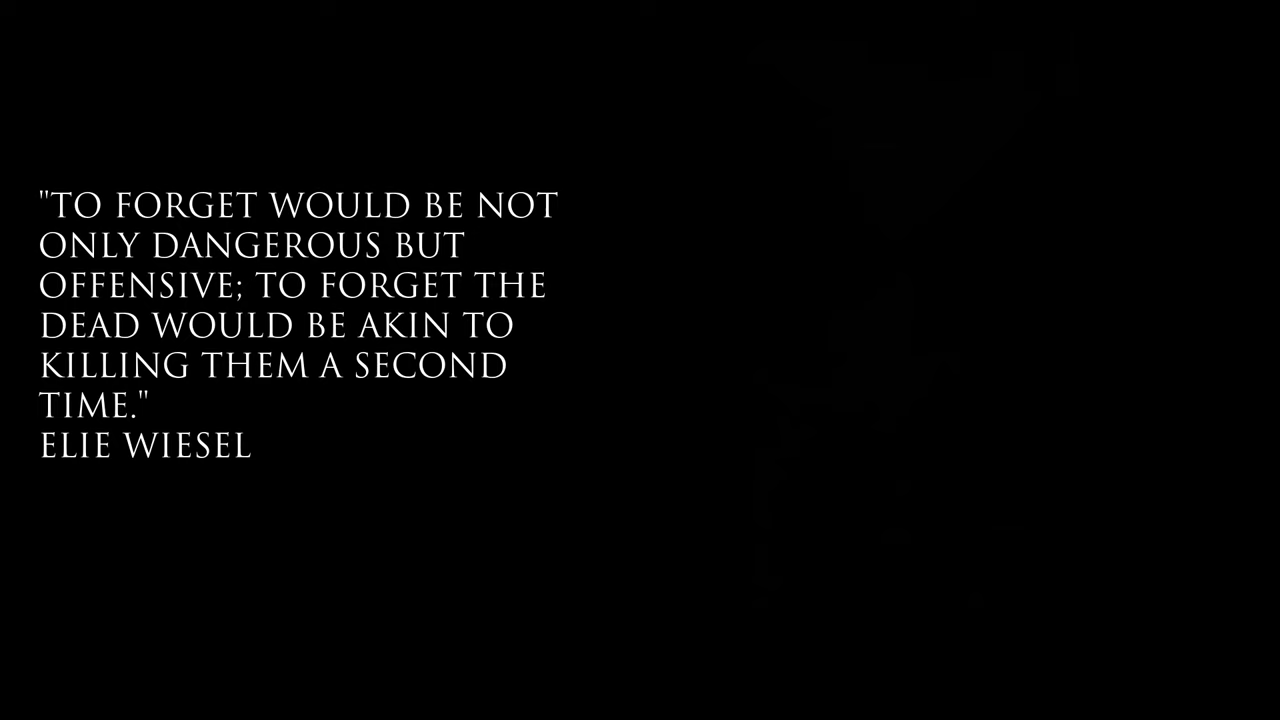 "TO FORGET WOULD BE NOT
ONLY DANGEROUS BUT
OFFENSIVE; TO FORGET THE
DEAD WOULD BE AKIN TO
KILLING THEM A SECOND
TIME."
ELIE WIESEL